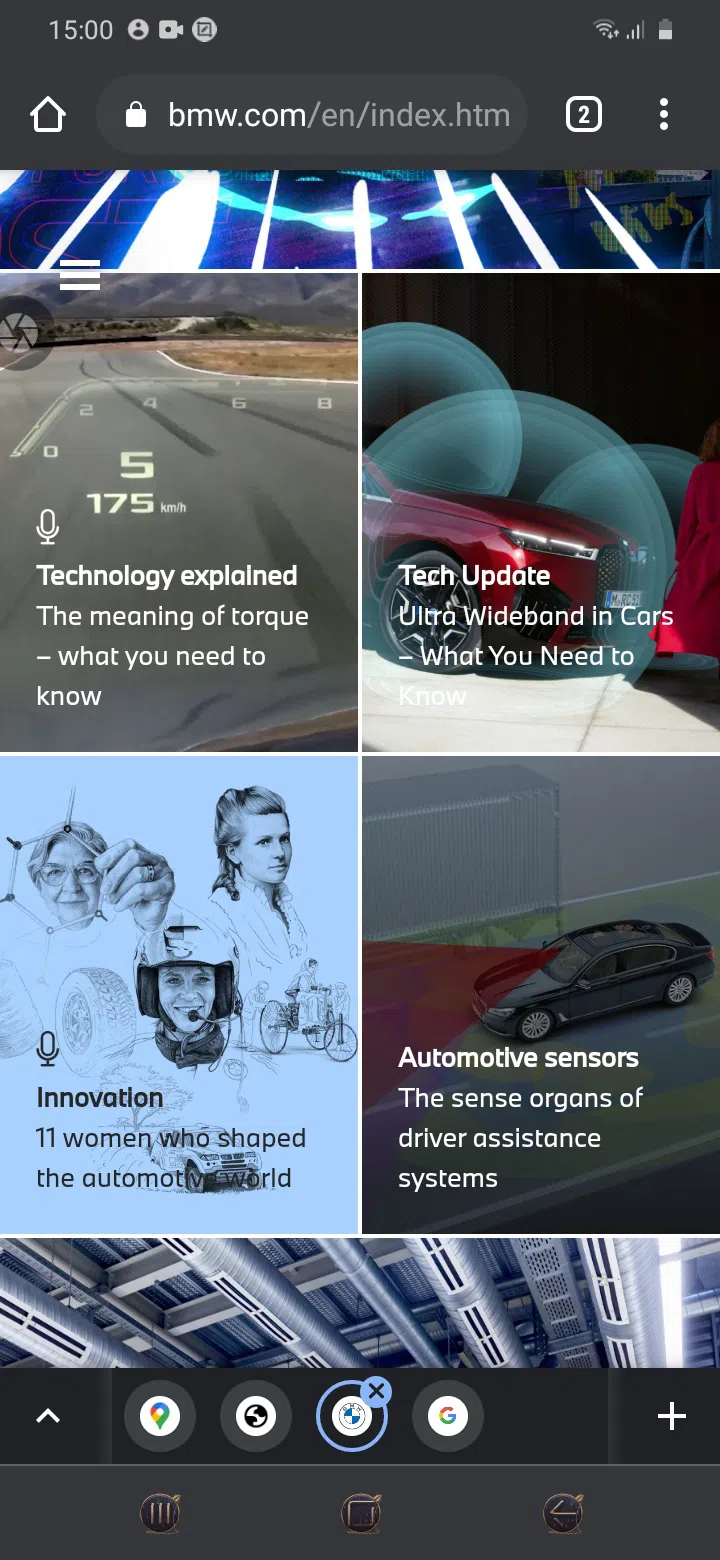 15:00
bmw.com/en/index.htm
2
0 2 4 6 8
5
175 km/h
Technology explained
The meaning of torque
– what you need to
know
Tech Update
Ultra Wideband in Cars
– What You Need to
Know
Innovation
11 women who shaped
the automotive world
Automotive sensors
The sense organs of
driver assistance
systems